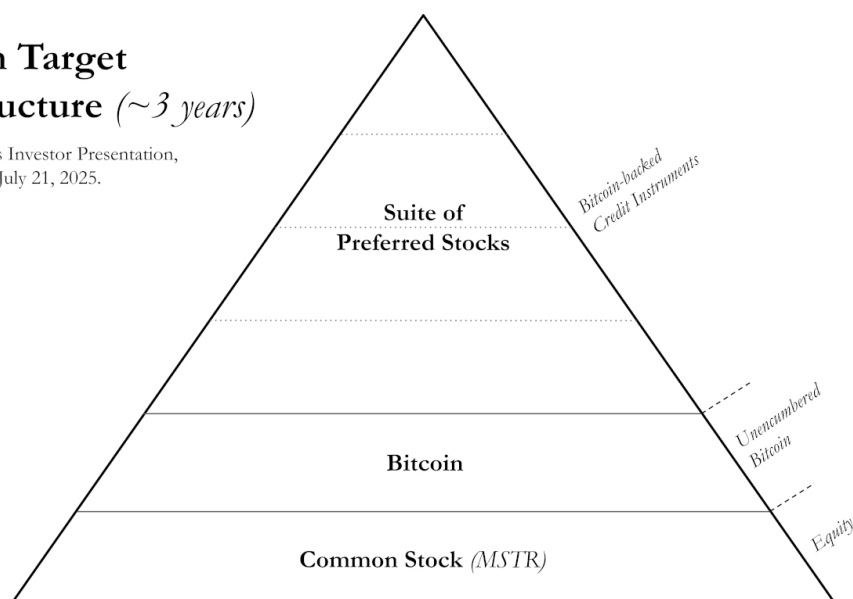 n Target
ucture (~3 years)
s Investor Presentation,
July 21, 2025.
Bitcoin-backed
Credit Instruments
Suite of
Preferred Stocks
Unencumbered
Bitcoin
Bitcoin
Equity
Common Stock (MSTR)